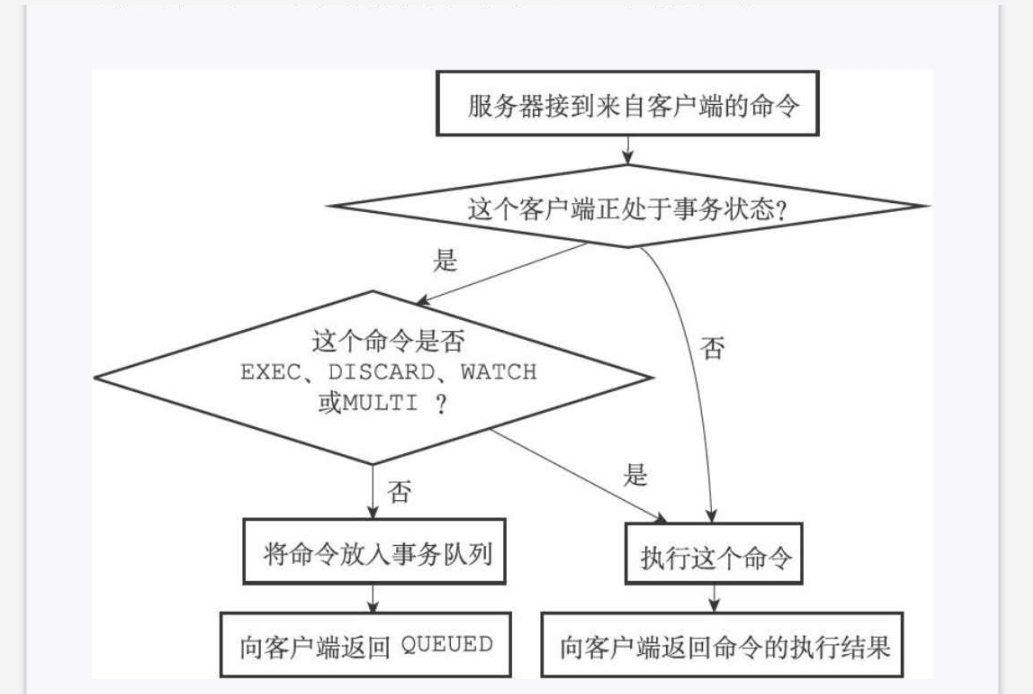 服务器接到来自客户端的命令
这个客户端正处于事务状态?
是
否
这个命令是否
EXEC、DISCARD、WATCH
或MULTI ?
是
否
将命令放入事务队列
执行这个命令
向客户端返回 QUEUED
向客户端返回命令的执行结果